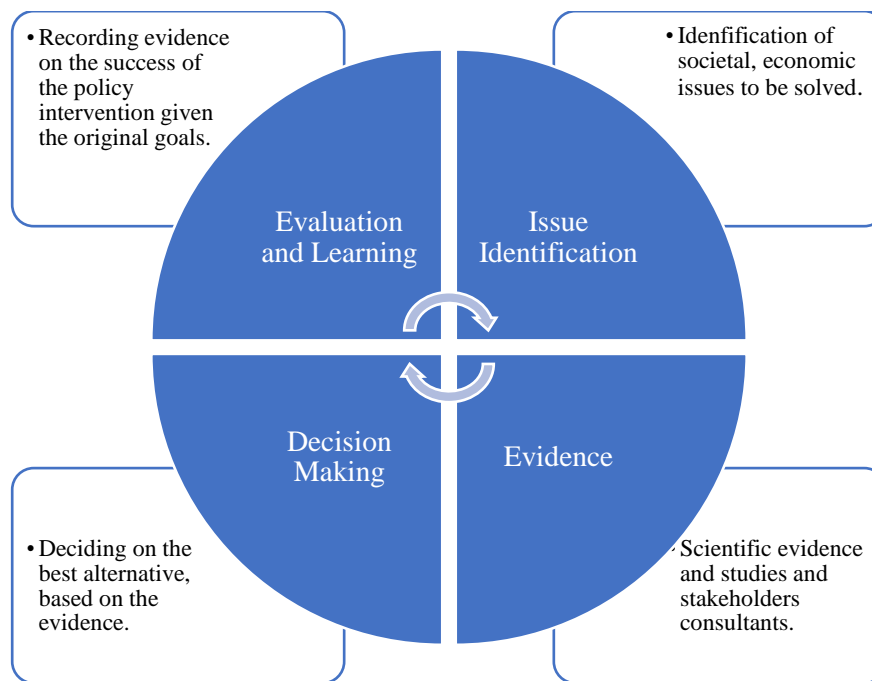 • Recording evidence
on the success of
the policy
intervention given
the original goals.
• Idenfification of
societal, economic
issues to be solved.
Evaluation
and Learning
Issue
Identification
Decision
Making
Evidence
• Deciding on the
best alternative,
based on the
evidence.
• Scientific evidence
and studies and
stakeholders
consultants.